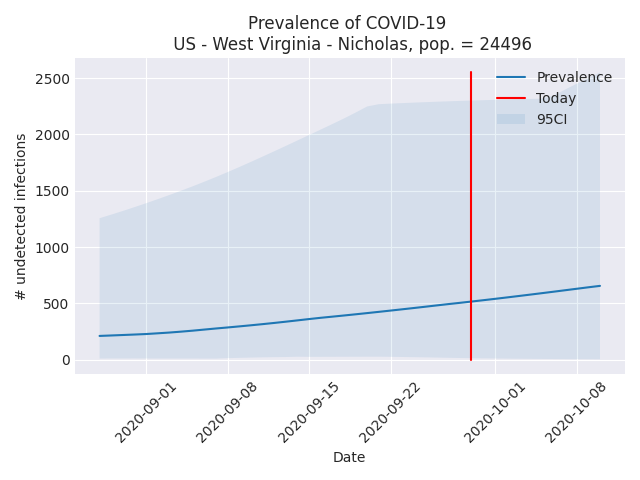 Prevalence of COVID-19
US - West Virginia - Nicholas, pop. = 24496
Prevalence
Today
95CI
# undetected infections
2500
2000
1500
1000
500
0
2020-09-01
2020-09-08
2020-09-15
2020-09-22
2020-10-01
2020-10-08
Date